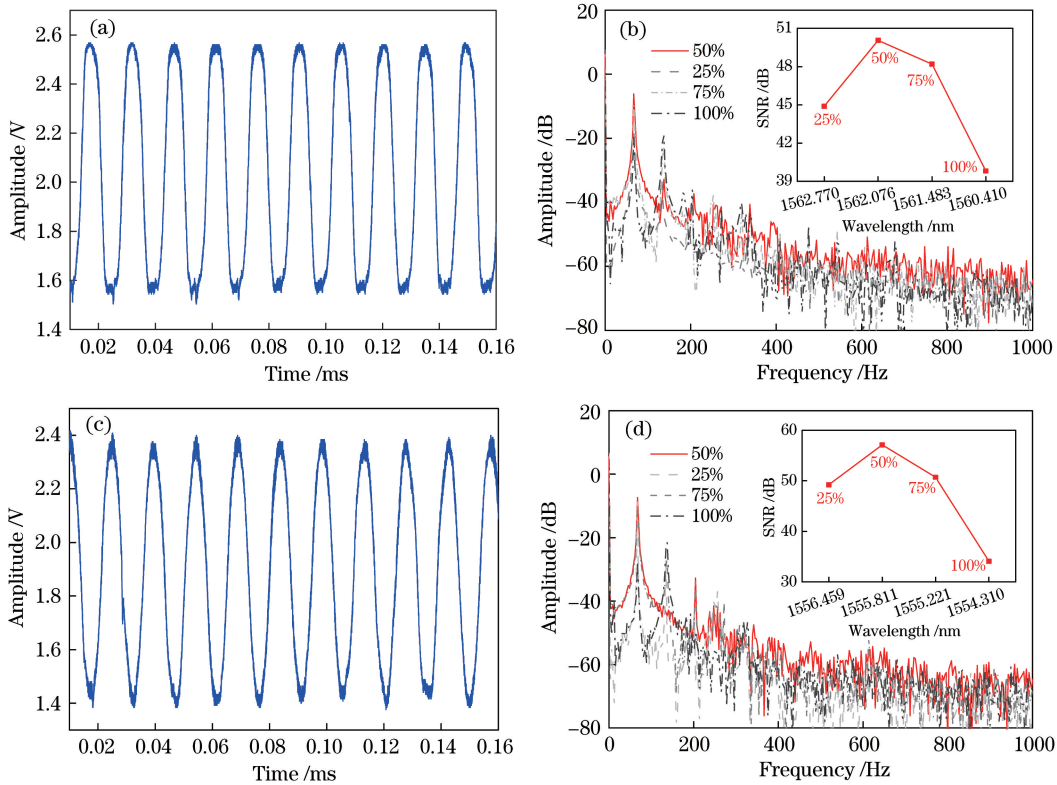 (a)
2.6
2.4
2.2
2.0
1.8
1.6
1.4
Amplitude /V
0.02 0.04 0.06 0.08 0.10 0.12 0.14 0.16
Time /ms
(b)
20
0
−20
−40
−60
−80
Amplitude /dB
50%
25%
75%
100%
0 200 400 600 800 1000
Frequency /Hz
51
48
45
42
39
SNR /dB
25%
50%
75%
100%
1562.770 1562.076 1561.483 1560.410
Wavelength /nm
(c)
2.4
2.2
2.0
1.8
1.6
1.4
Amplitude /V
0.02 0.04 0.06 0.08 0.10 0.12 0.14 0.16
Time /ms
(d)
20
0
−20
−40
−60
−80
Amplitude /dB
50%
25%
75%
100%
0 200 400 600 800 1000
Frequency /Hz
60
50
40
30
SNR /dB
25%
50%
75%
100%
1556.459 1555.811 1555.221 1554.310
Wavelength /nm